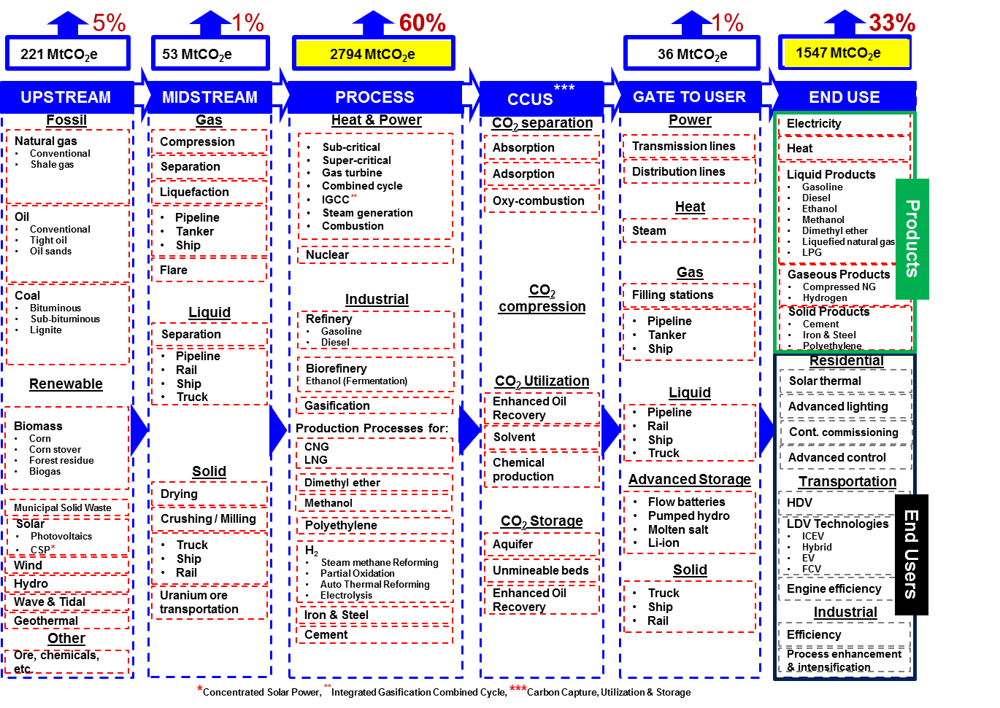 5%
221 MtCO2e
1%
53 MtCO2e
60%
2794 MtCO2e
1%
36 MtCO2e
33%
1547 MtCO2e
UPSTREAM
MIDSTREAM
PROCESS
CCUS***
GATE TO USER
END USE
Fossil
Natural gas
• Conventional
• Shale gas
Oil
• Conventional
• Tight oil
• Oil sands
Coal
• Bituminous
• Sub-bituminous
• Lignite
Renewable
Biomass
• Corn
• Corn stover
• Forest residue
• Biogas
Municipal Solid Waste
Solar
• Photovoltaics
• CSP*
Wind
Hydro
Wave & Tidal
Geothermal
Other
Ore, chemicals,
etc.
Gas
Compression
Separation
Liquefaction
• Pipeline
• Tanker
• Ship
Flare
Liquid
Separation
• Pipeline
• Rail
• Ship
• Truck
Solid
Drying
Crushing / Milling
• Truck
• Ship
• Rail
Uranium ore
transportation
Heat & Power
• Sub-critical
• Super-critical
• Gas turbine
• Combined cycle
• IGCC**
• Steam generation
• Combustion
Nuclear
Industrial
Refinery
• Gasoline
• Diesel
Biorefinery
Ethanol (Fermentation)
Gasification
Production Processes for:
CNG
LNG
Dimethyl ether
Methanol
Polyethylene
H2
• Steam methane Reforming
• Partial Oxidation
• Auto Thermal Reforming
• Electrolysis
Iron & Steel
Cement
CO2 separation
Absorption
Adsorption
Oxy-combustion
CO2
compression
CO2 Utilization
Enhanced Oil
Recovery
Solvent
Chemical
production
CO2 Storage
Aquifer
Unmineable beds
Enhanced Oil
Recovery
Power
Transmission lines
Distribution lines
Heat
Steam
Gas
Filling stations
• Pipeline
• Tanker
• Ship
Liquid
• Pipeline
• Rail
• Ship
• Truck
Advanced Storage
• Flow batteries
• Pumped hydro
• Molten salt
• Li-ion
Solid
• Truck
• Ship
• Rail
Electricity
Heat
Liquid Products
• Gasoline
• Diesel
• Ethanol
• Methanol
• Dimethyl ether
• Liquefied natural gas
• LPG
Gaseous Products
• Compressed NG
• Hydrogen
Solid Products
• Cement
• Iron & Steel
• Polyethylene
Products
Residential
Solar thermal
Advanced lighting
Cont. commissioning
Advanced control
Transportation
HDV
LDV Technologies
• ICEV
• Hybrid
• EV
• FCV
Engine efficiency
Industrial
Efficiency
Process enhancement
& intensification
End Users
*Concentrated Solar Power, **Integrated Gasification Combined Cycle, ***Carbon Capture, Utilization & Storage